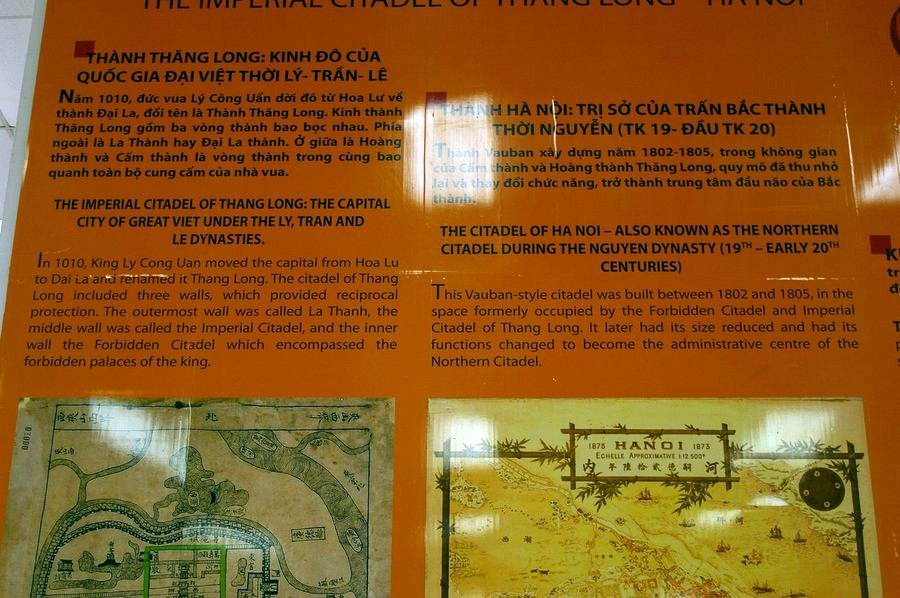 THE IMPERIAL CITADEL OF THANG LONG - HA NOI
THÀNH THĂNG LONG: KINH ĐÔ CỦA
QUỐC GIA ĐẠI VIỆT THỜI LÝ- TRẦN- LÊ
Năm 1010, đức vua Lý Công Uẩn dời đô từ Hoa Lư về
thành Đại La, đổi tên là Thành Thăng Long. Kinh thành
Thăng Long gồm ba vòng thành bao bọc nhau. Phía
ngoài là La Thành hay Đại La thành. Ở giữa là Hoàng
thành và Cấm thành là vòng thành trong cùng bao
quanh toàn bộ cung cấm của nhà vua.
THE IMPERIAL CITADEL OF THANG LONG: THE CAPITAL
CITY OF GREAT VIET UNDER THE LY, TRAN AND
LE DYNASTIES.
In 1010, King Ly Cong Uan moved the capital from Hoa Lu
to Dai La and renamed it Thang Long. The citadel of Thang
Long included three walls, which provided reciprocal
protection. The outermost wall was called La Thanh, the
middle wall was called the Imperial Citadel, and the inner
wall the Forbidden Citadel which encompassed the
forbidden palaces of the king.
THÀNH HÀ NỘI: TRỊ SỞ CỦA TRẤN BẮC THÀNH
THỜI NGUYỄN (TK 19- ĐẦU TK 20)
Thành Vauban xây dựng năm 1802-1805, trong không gian
của Cấm thành và Hoàng thành Thăng Long, quy mô đã thu nhỏ
lại và thay đổi chức năng, trở thành trung tâm đầu não của Bắc
thành.
THE CITADEL OF HA NOI – ALSO KNOWN AS THE NORTHERN
CITADEL DURING THE NGUYEN DYNASTY (19TH – EARLY 20TH
CENTURIES)
This Vauban-style citadel was built between 1802 and 1805, in the
space formerly occupied by the Forbidden Citadel and Imperial
Citadel of Thang Long. It later had its size reduced and had its
functions changed to become the administrative centre of the
Northern Citadel.
1873 HANOI 1873
ECHELLE APPROXIMATIVE 1:12.500e
內 年陸拾貳德嗣 河